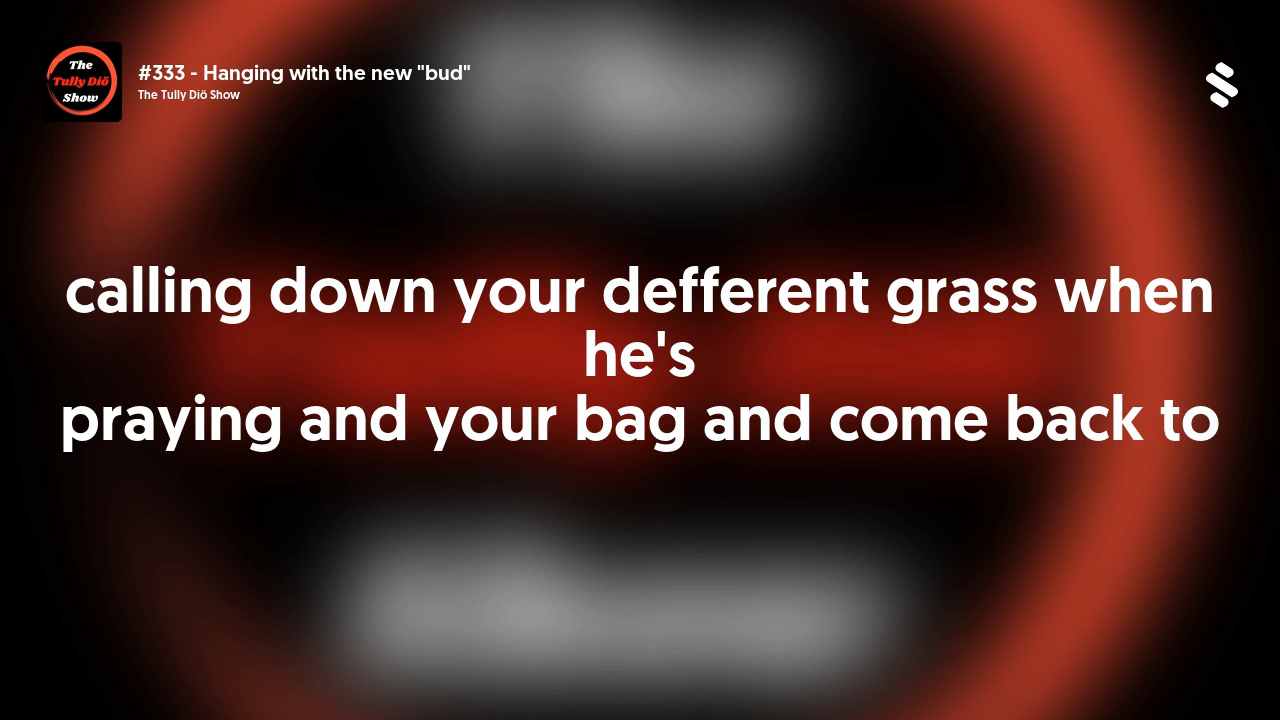 The
Tully Diö
Show
#333 - Hanging with the new "bud"
The Tully Diö Show
calling down your defferent grass when
he's
praying and your bag and come back to